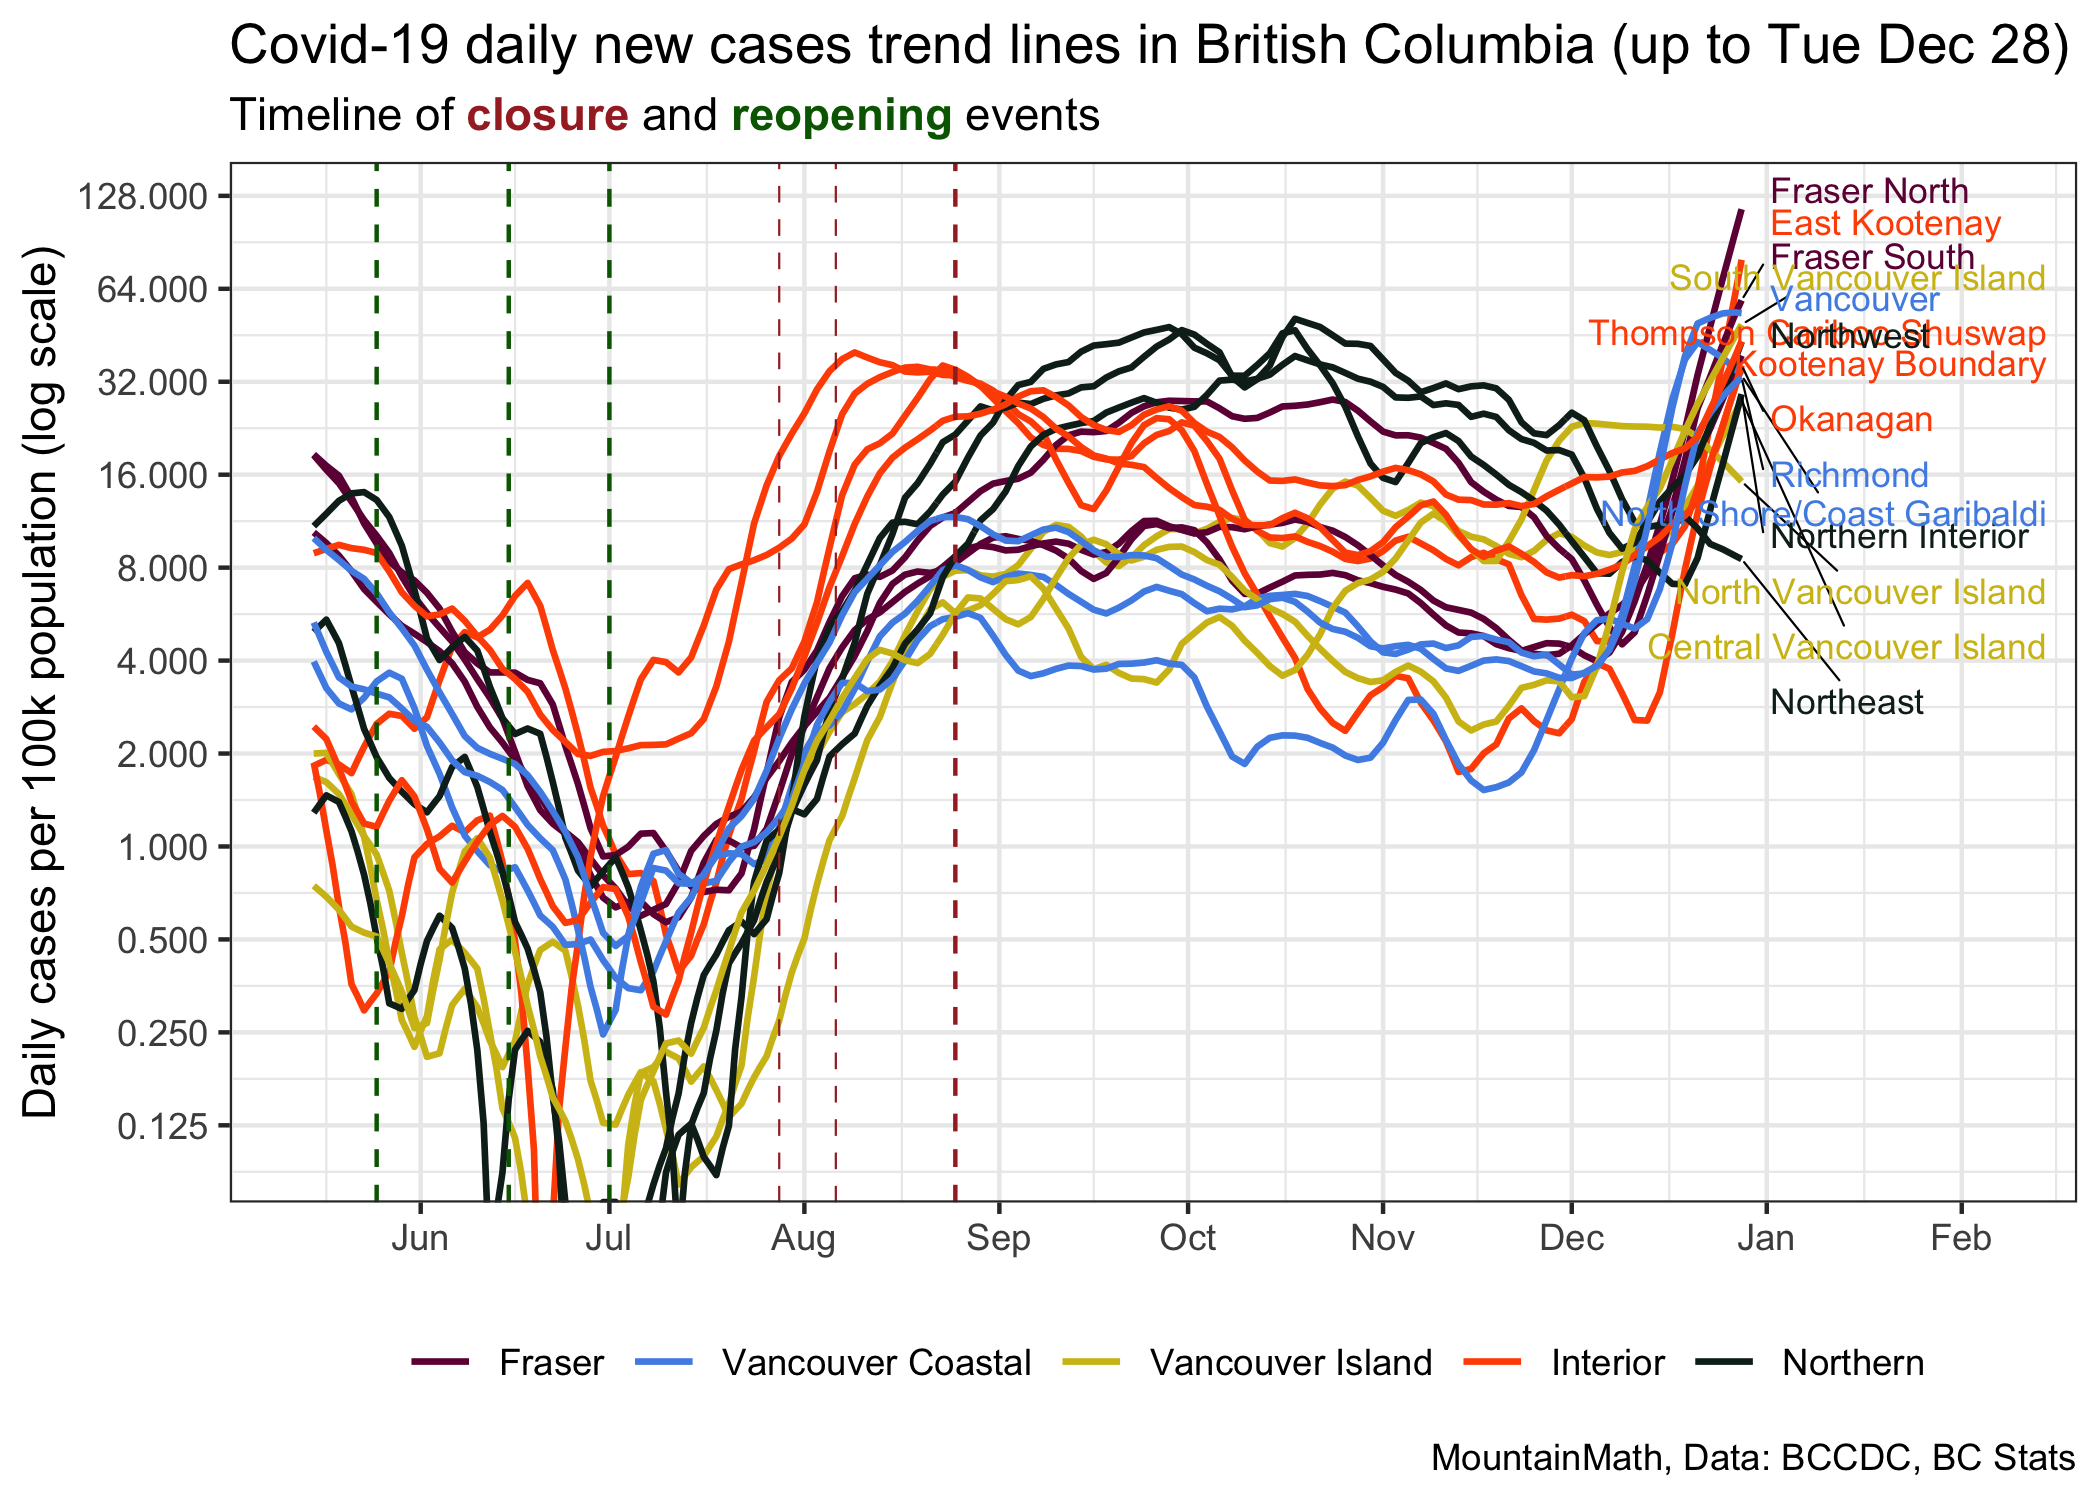 Covid-19 daily new cases trend lines in British Columbia (up to Tue Dec 28)
Timeline of closure and reopening events
Daily cases per 100k population (log scale)
128.000
64.000
32.000
16.000
8.000
4.000
2.000
1.000
0.500
0.250
0.125
Fraser North
East Kootenay
Fraser South
South Vancouver Island
Vancouver
Thompson Cariboo Shuswap
Northwest
Kootenay Boundary
Okanagan
Richmond
North Shore/Coast Garibaldi
Northern Interior
North Vancouver Island
Central Vancouver Island
Northeast
Jun
Jul
Aug
Sep
Oct
Nov
Dec
Jan
Feb
Fraser
Vancouver Coastal
Vancouver Island
Interior
Northern
MountainMath, Data: BCCDC, BC Stats